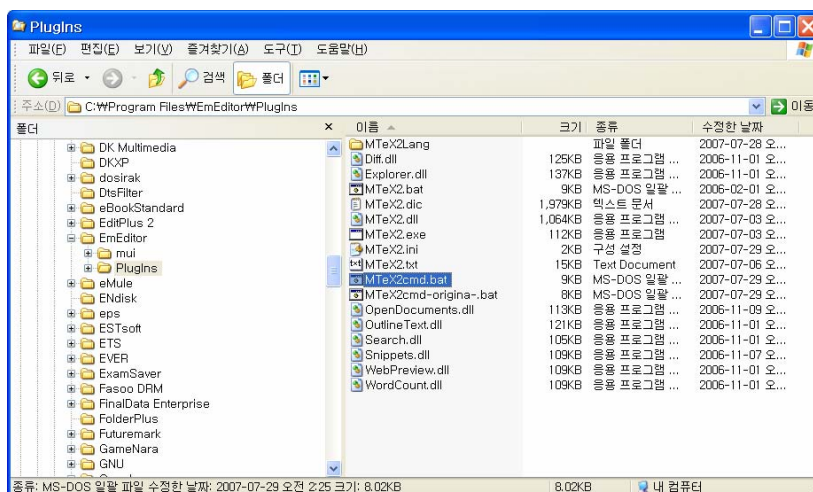 PlugIns
파일(F) 편집(E) 보기(V) 즐겨찾기(A) 도구(T) 도움말(H)
뒤로 검색 폴더
주소(D) C:₩Program Files₩EmEditor₩PlugIns 이동
폴더 x
DK Multimedia
DKXP
dosirak
DtsFilter
eBookStandard
EditPlus 2
EmEditor
mui
PlugIns
eMule
ENdisk
eps
ESTsoft
ETS
EVER
ExamSaver
Fasoo DRM
FinalData Enterprise
FolderPlus
Futuremark
GameNara
GNU
이름 크기 종류 수정한 날짜
MTeX2Lang 파일 폴더 2007-07-28 오...
Diff.dll 125KB 응용 프로그램 ... 2006-11-01 오...
Explorer.dll 137KB 응용 프로그램 ... 2006-11-01 오...
MTeX2.bat 9KB MS-DOS 일괄 ... 2006-02-01 오...
MTeX2.dic 1,979KB 텍스트 문서 2007-07-28 오...
MTeX2.dll 1,064KB 응용 프로그램 ... 2007-07-03 오...
MTeX2.exe 112KB 응용 프로그램 2007-07-03 오...
MTeX2.ini 2KB 구성 설정 2007-07-29 오...
MTeX2.txt 15KB Text Document 2007-07-06 오...
MTeX2cmd.bat 9KB MS-DOS 일괄 ... 2007-07-29 오...
MTeX2cmd-origina-.bat 8KB MS-DOS 일괄 ... 2007-07-29 오...
OpenDocuments.dll 113KB 응용 프로그램 ... 2006-11-09 오...
OutlineText.dll 121KB 응용 프로그램 ... 2006-11-01 오...
Search.dll 105KB 응용 프로그램 ... 2006-11-01 오...
Snippets.dll 109KB 응용 프로그램 ... 2006-11-07 오...
WebPreview.dll 109KB 응용 프로그램 ... 2006-11-01 오...
WordCount.dll 109KB 응용 프로그램 ... 2006-11-01 오...
종류: MS-DOS 일괄 파일 수정한 날짜: 2007-07-29 오전 2:25 크기: 8.02KB 8.02KB 내 컴퓨터